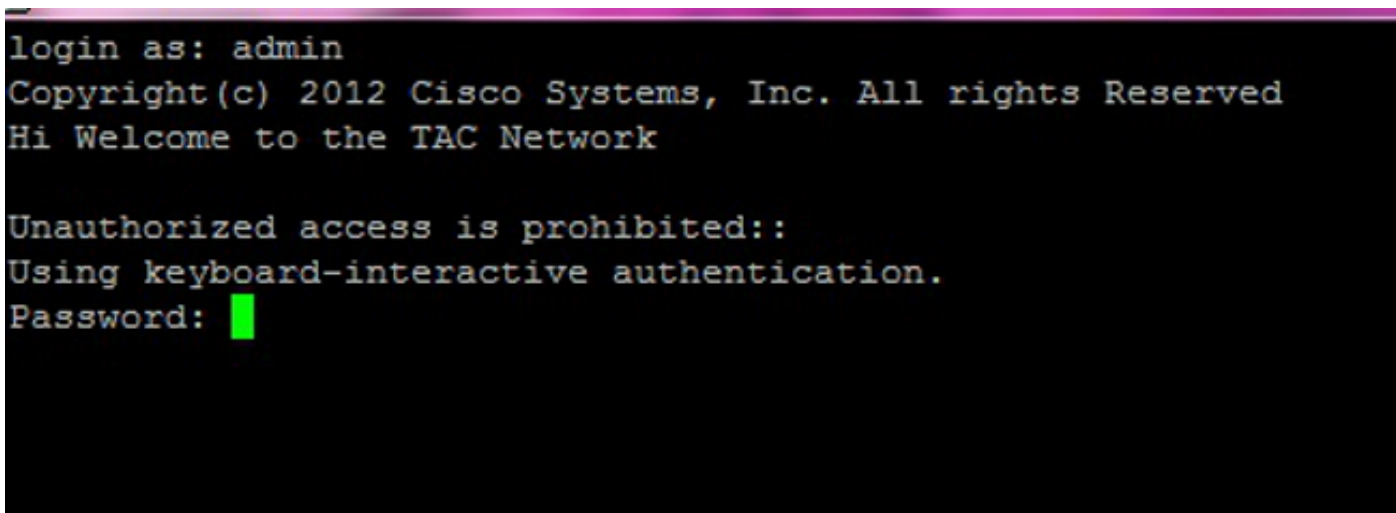 login as: admin
Copyright(c) 2012 Cisco Systems, Inc. All rights Reserved
Hi Welcome to the TAC Network
Unauthorized access is prohibited::
Using keyboard-interactive authentication.
Password: